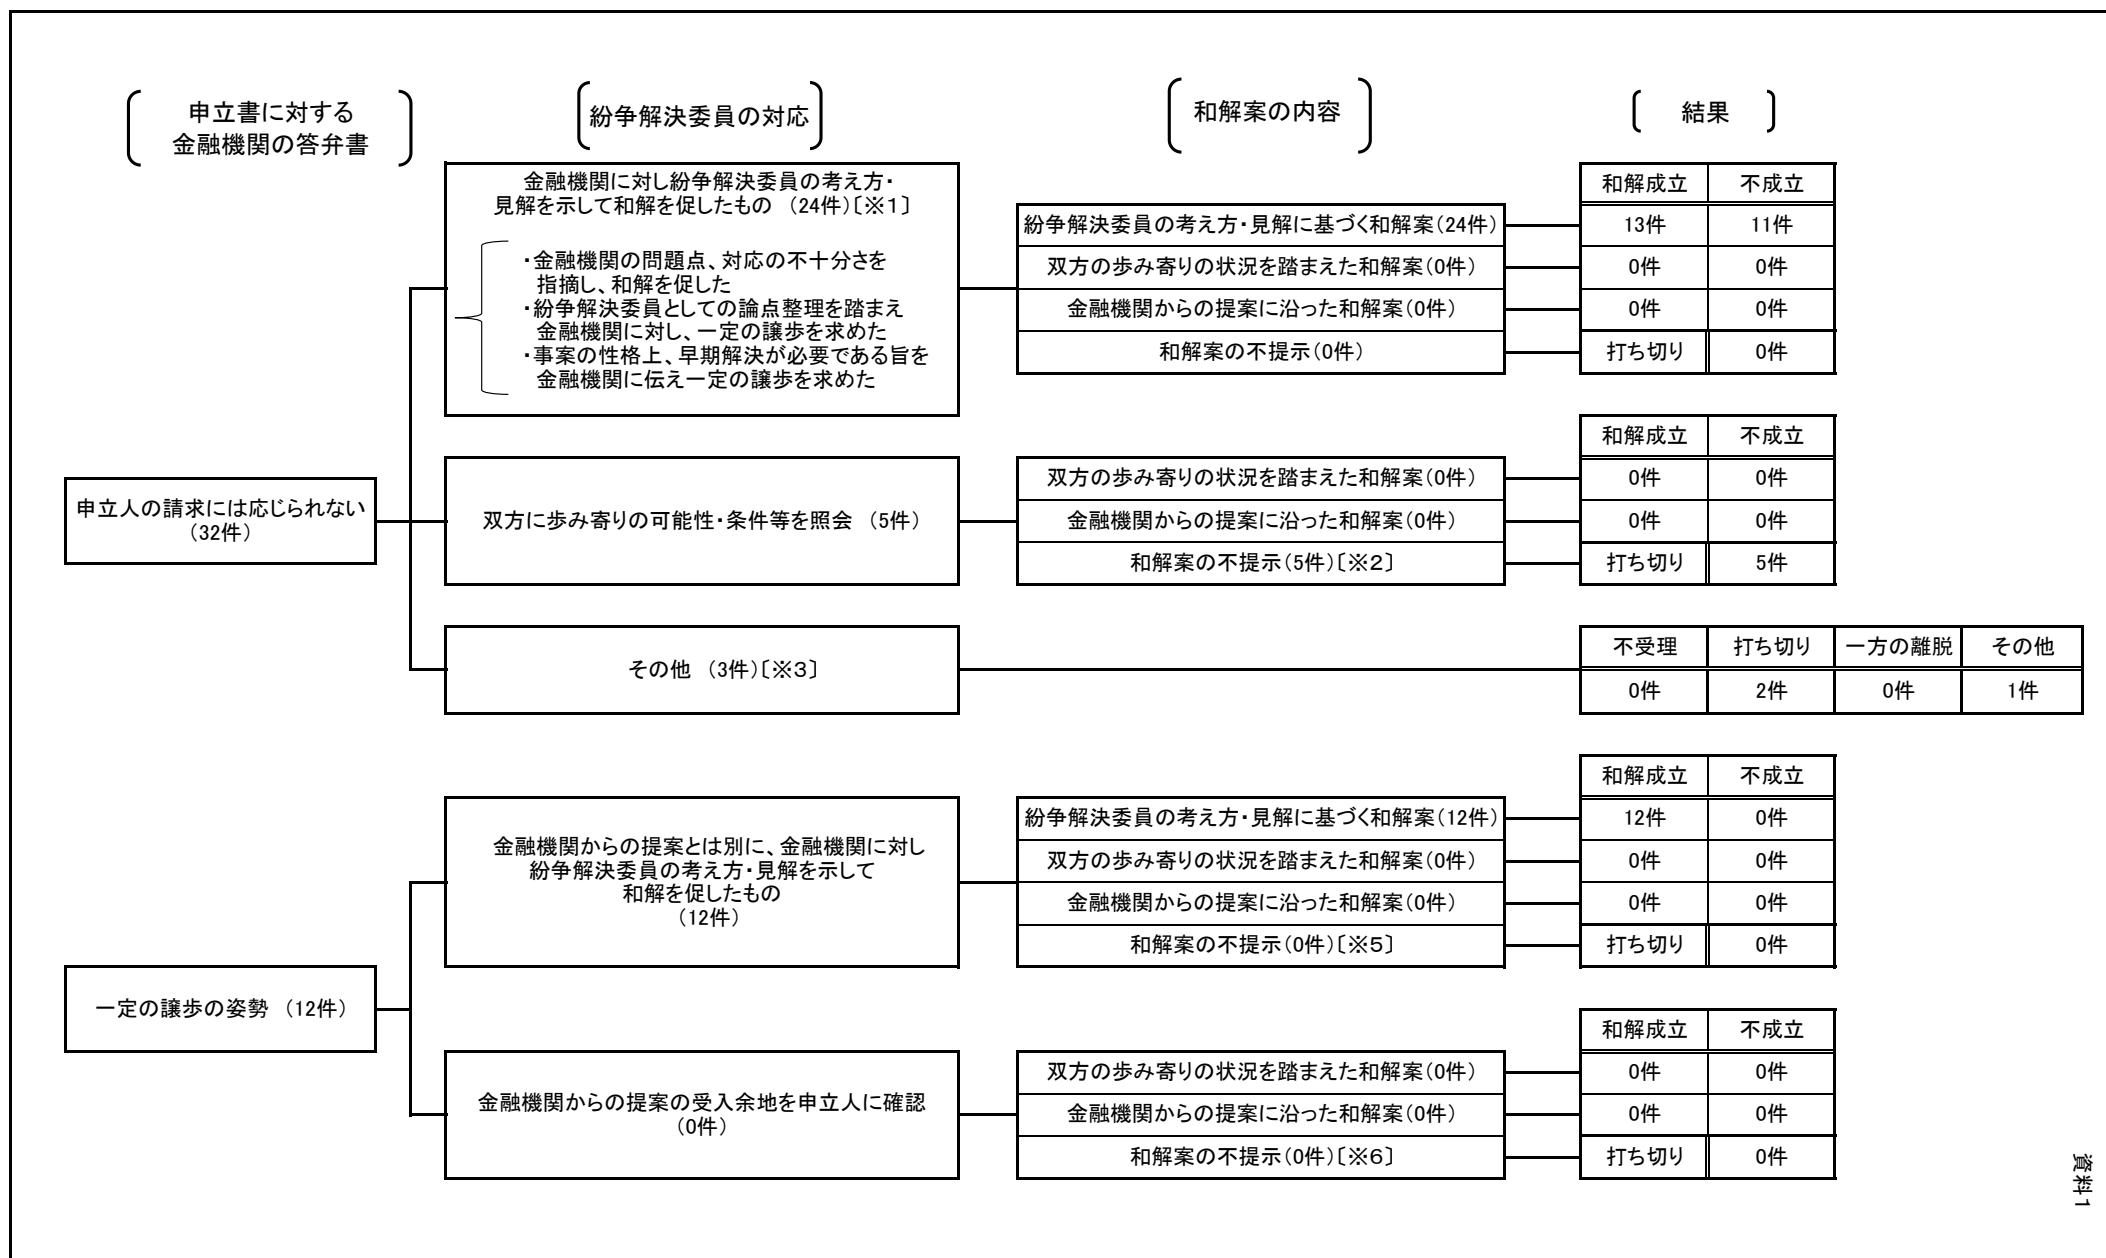 申立書に対する
金融機関の答弁書
紛争解決委員の対応
和解案の内容
結果
金融機関に対し紛争解決委員の考え方・
見解を示して和解を促したもの （24件）〔※1〕
・金融機関の問題点、対応の不十分さを
指摘し、和解を促した
・紛争解決委員としての論点整理を踏まえ
金融機関に対し、一定の譲歩を求めた
・事案の性格上、早期解決が必要である旨を
金融機関に伝え一定の譲歩を求めた
和解成立 不成立
紛争解決委員の考え方・見解に基づく和解案（24件） 13件 11件
双方の歩み寄りの状況を踏まえた和解案（0件） 0件 0件
金融機関からの提案に沿った和解案（0件） 0件 0件
和解案の不提示（0件） 打ち切り 0件
申立人の請求には応じられない
（32件）
双方に歩み寄りの可能性・条件等を照会 （5件）
和解成立 不成立
双方の歩み寄りの状況を踏まえた和解案（0件） 0件 0件
金融機関からの提案に沿った和解案（0件） 0件 0件
和解案の不提示（5件）〔※2〕 打ち切り 5件
その他 （3件）〔※3〕
不受理 打ち切り 一方の離脱 その他
0件 2件 0件 1件
一定の譲歩の姿勢 （12件）
金融機関からの提案とは別に、金融機関に対し
紛争解決委員の考え方・見解を示して
和解を促したもの
（12件）
和解成立 不成立
紛争解決委員の考え方・見解に基づく和解案（12件） 12件 0件
双方の歩み寄りの状況を踏まえた和解案（0件） 0件 0件
金融機関からの提案に沿った和解案（0件） 0件 0件
和解案の不提示（0件）〔※5〕 打ち切り 0件
金融機関からの提案の受入余地を申立人に確認
（0件）
和解成立 不成立
双方の歩み寄りの状況を踏まえた和解案（0件） 0件 0件
金融機関からの提案に沿った和解案（0件） 0件 0件
和解案の不提示（0件）〔※6〕 打ち切り 0件
資料1